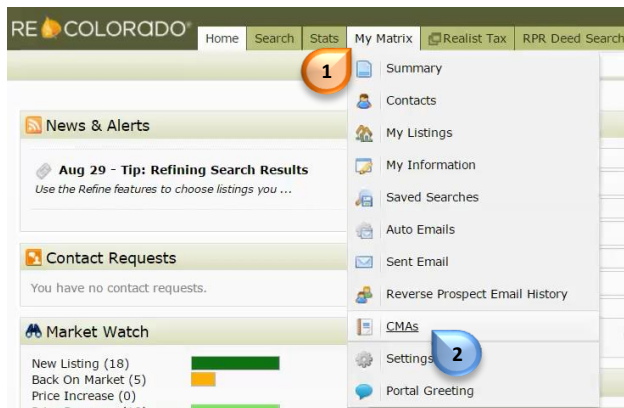 RE COLORADO®
Home Search Stats My Matrix Realist Tax RPR Deed Search
1
Summary
Contacts
My Listings
My Information
Saved Searches
Auto Emails
Sent Email
Reverse Prospect Email History
CMAs
Settings
2
Portal Greeting
News & Alerts
Aug 29 - Tip: Refining Search Results
Use the Refine features to choose listings you ...
Contact Requests
You have no contact requests.
Market Watch
New Listing (18)
Back On Market (5)
Price Increase (0)